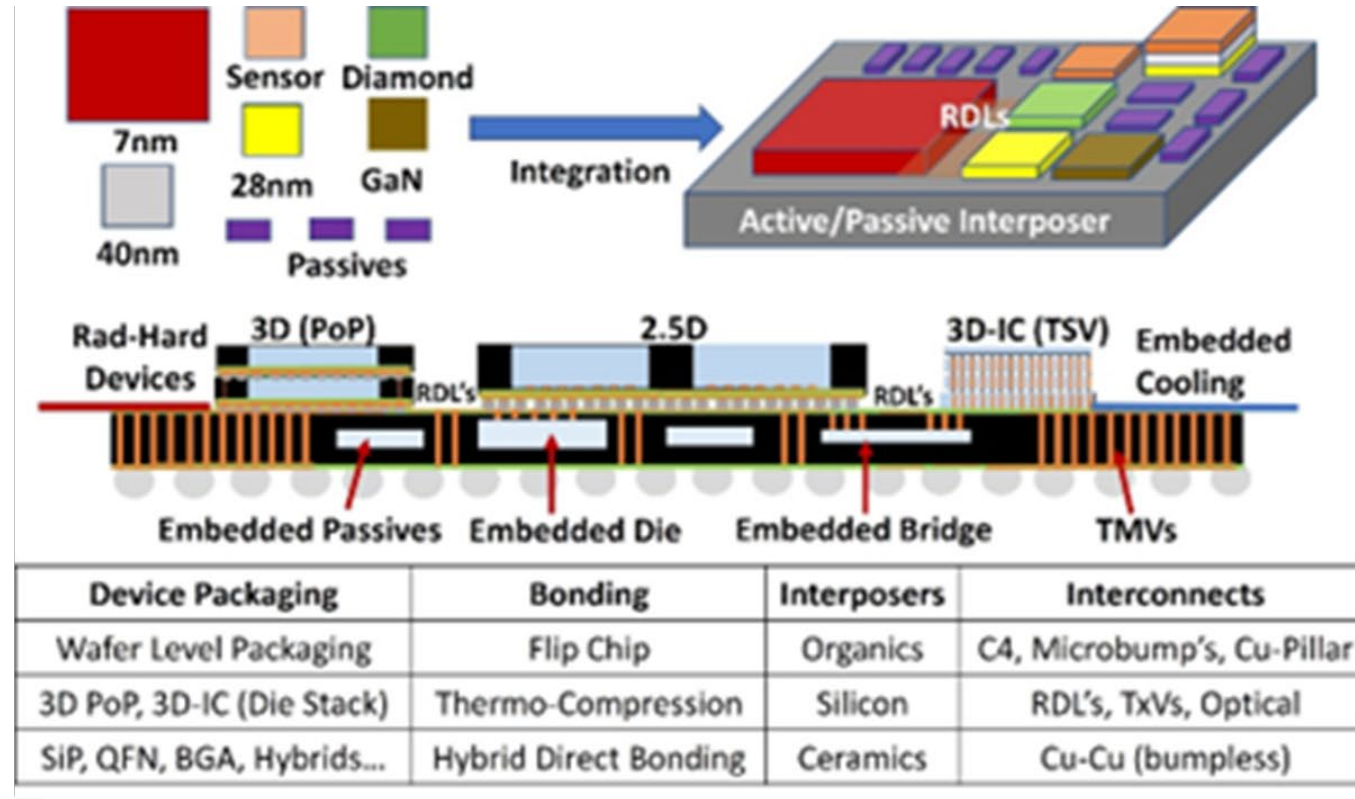 Sensor
Diamond
7nm
28nm
GaN
40nm
Passives
Integration
RDLs
Active/Passive Interposer
Rad-Hard
Devices
3D (PoP)
RDL's
2.5D
RDL's
3D-IC (TSV)
Embedded
Cooling
Embedded Passives
Embedded Die
Embedded Bridge
TMVs
Device Packaging Bonding Interposers Interconnects
Wafer Level Packaging Flip Chip Organics C4, Microbump's, Cu-Pillar
3D PoP, 3D-IC (Die Stack) Thermo-Compression Silicon RDL's, TxVs, Optical
SiP, QFN, BGA, Hybrids... Hybrid Direct Bonding Ceramics Cu-Cu (bumpless)